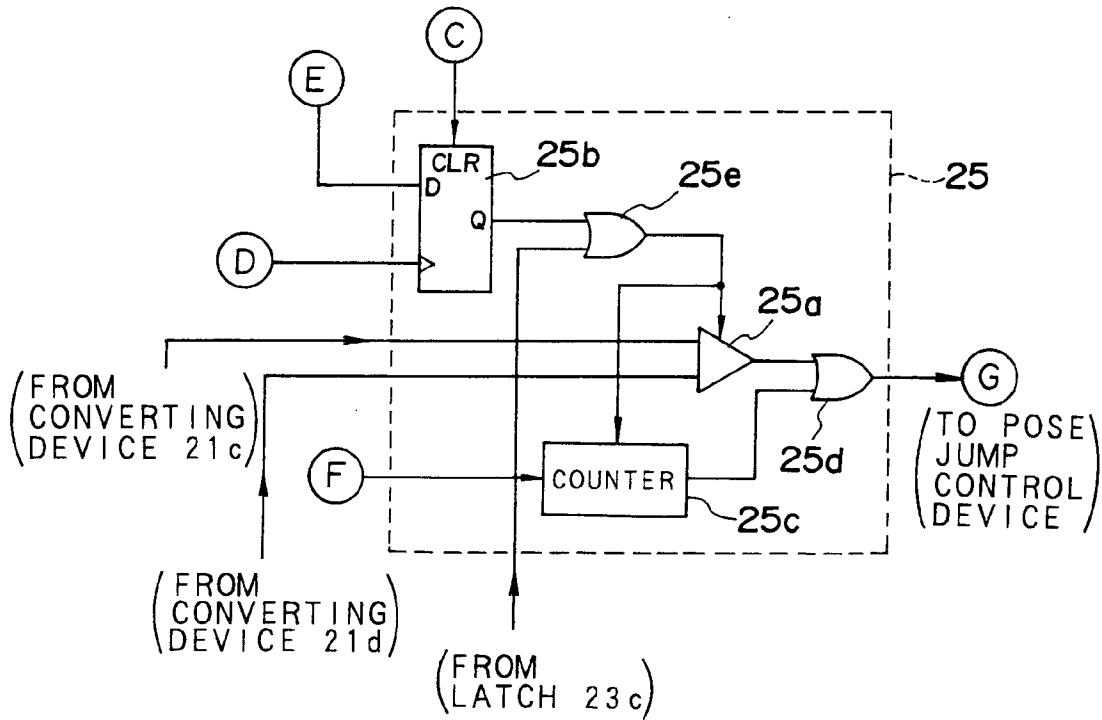 C
E
CLR
D
Q
25b
25e
25
D
25a
(FROM
CONVERTING
DEVICE 21c)
G
(TO POSE
JUMP
CONTROL
DEVICE)
F
COUNTER
25d
25c
(FROM
CONVERTING
DEVICE 21d)
(FROM
LATCH 23c)